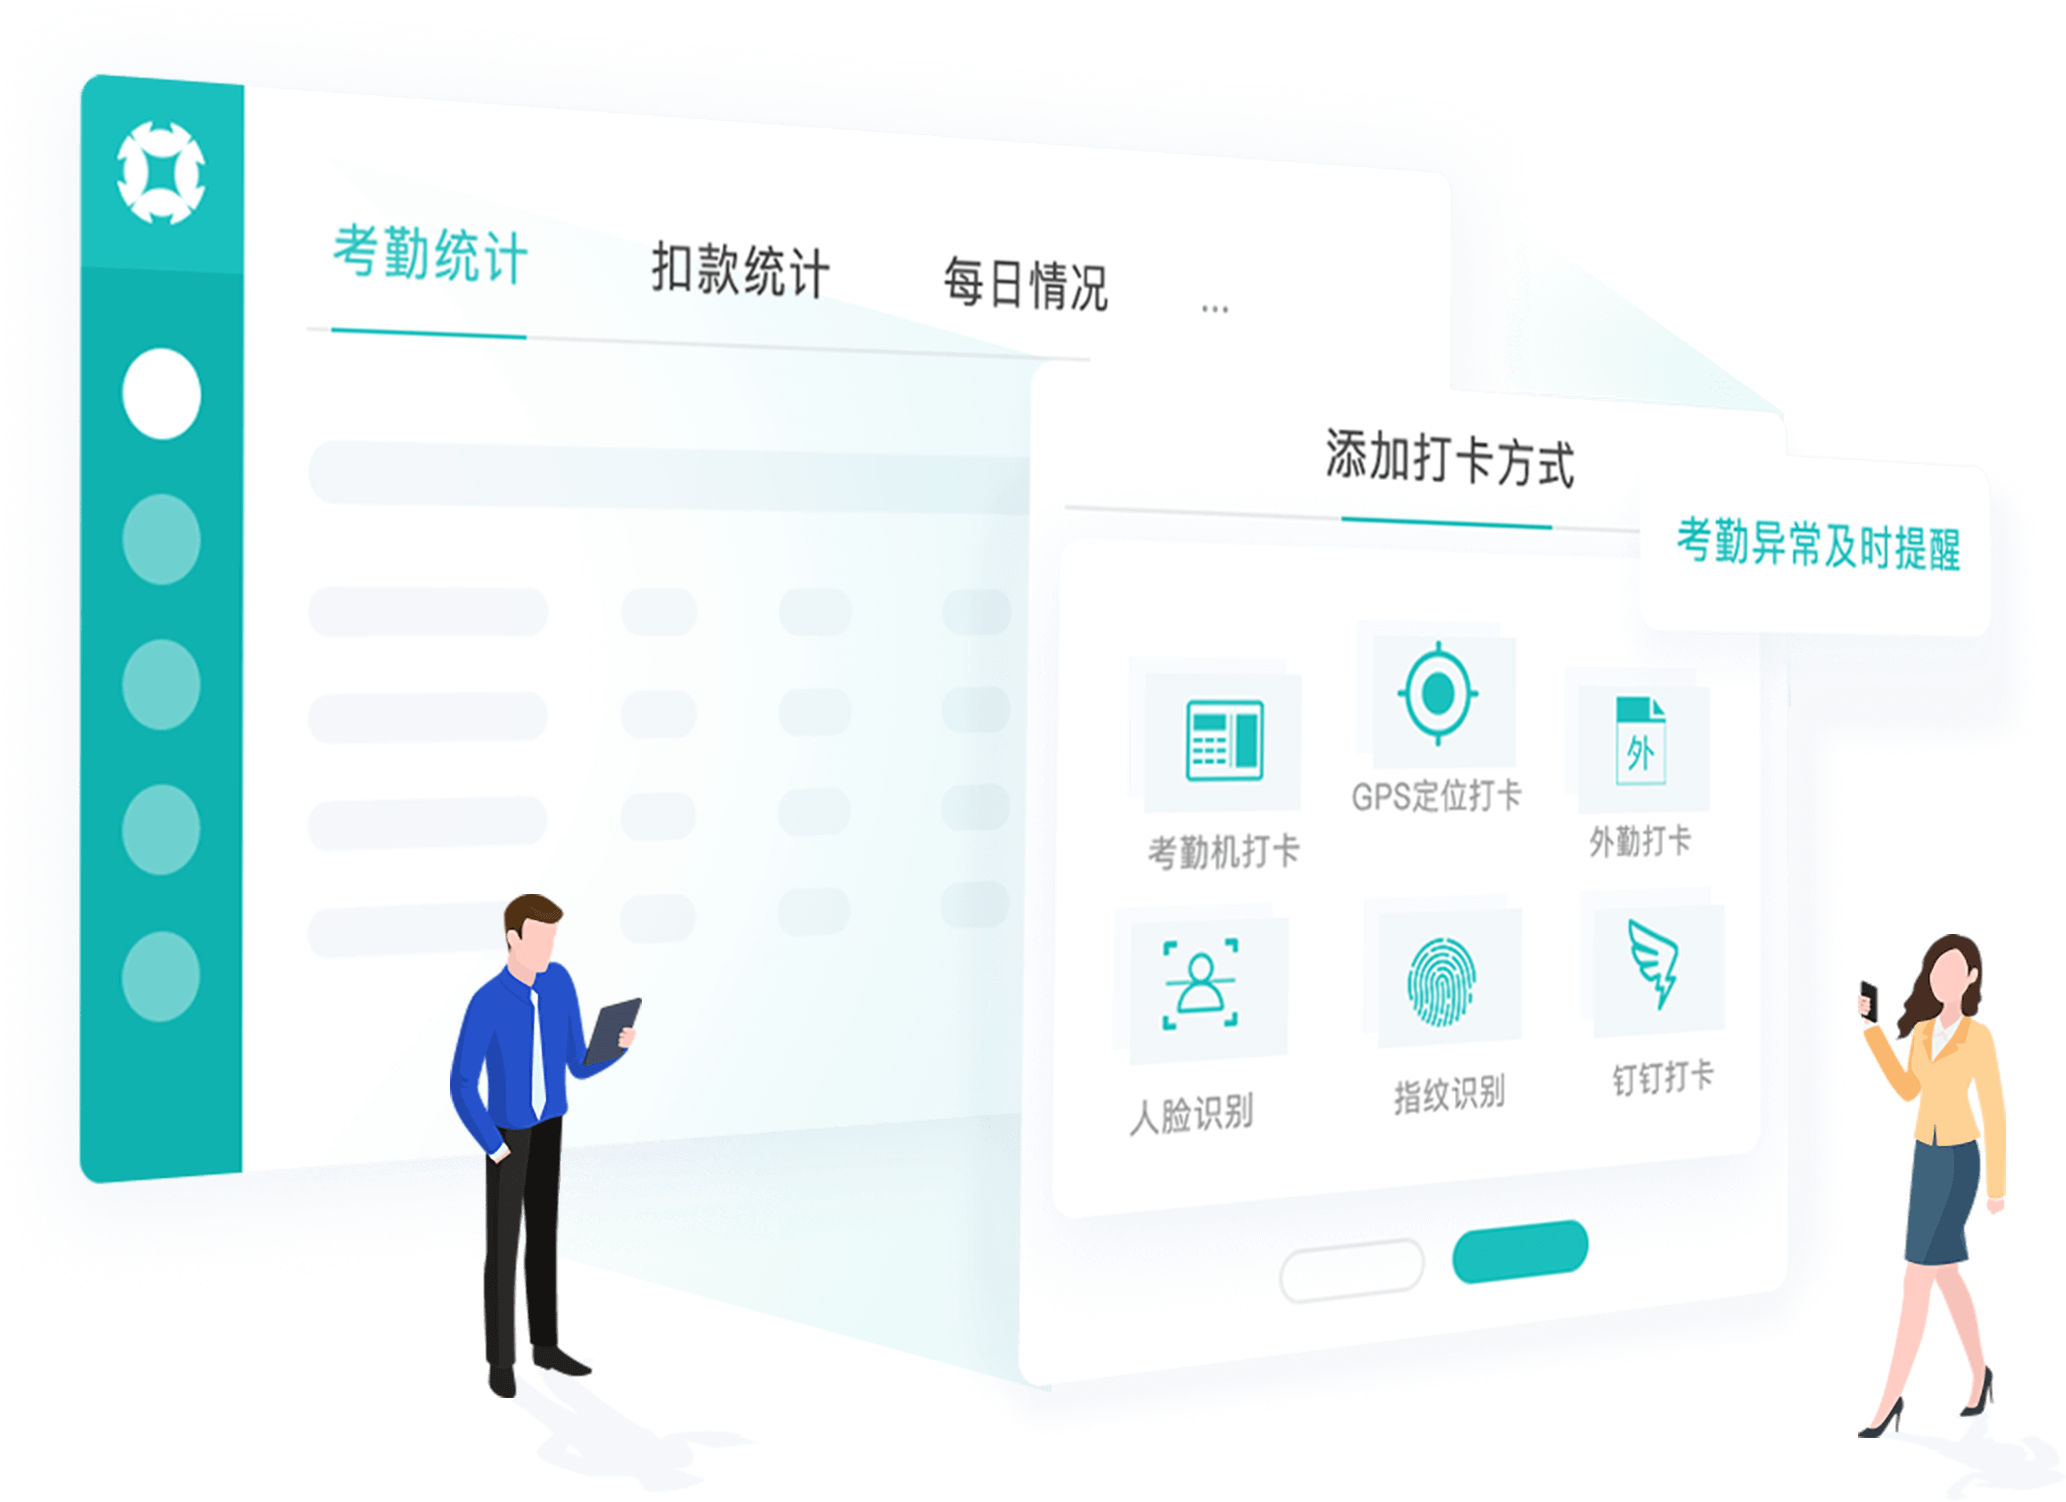 考勤统计 扣款统计 每日情况 ...
添加打卡方式
考勤异常及时提醒
考勤机打卡 GPS定位打卡 外 外勤打卡
人脸识别 指纹识别 钉钉打卡